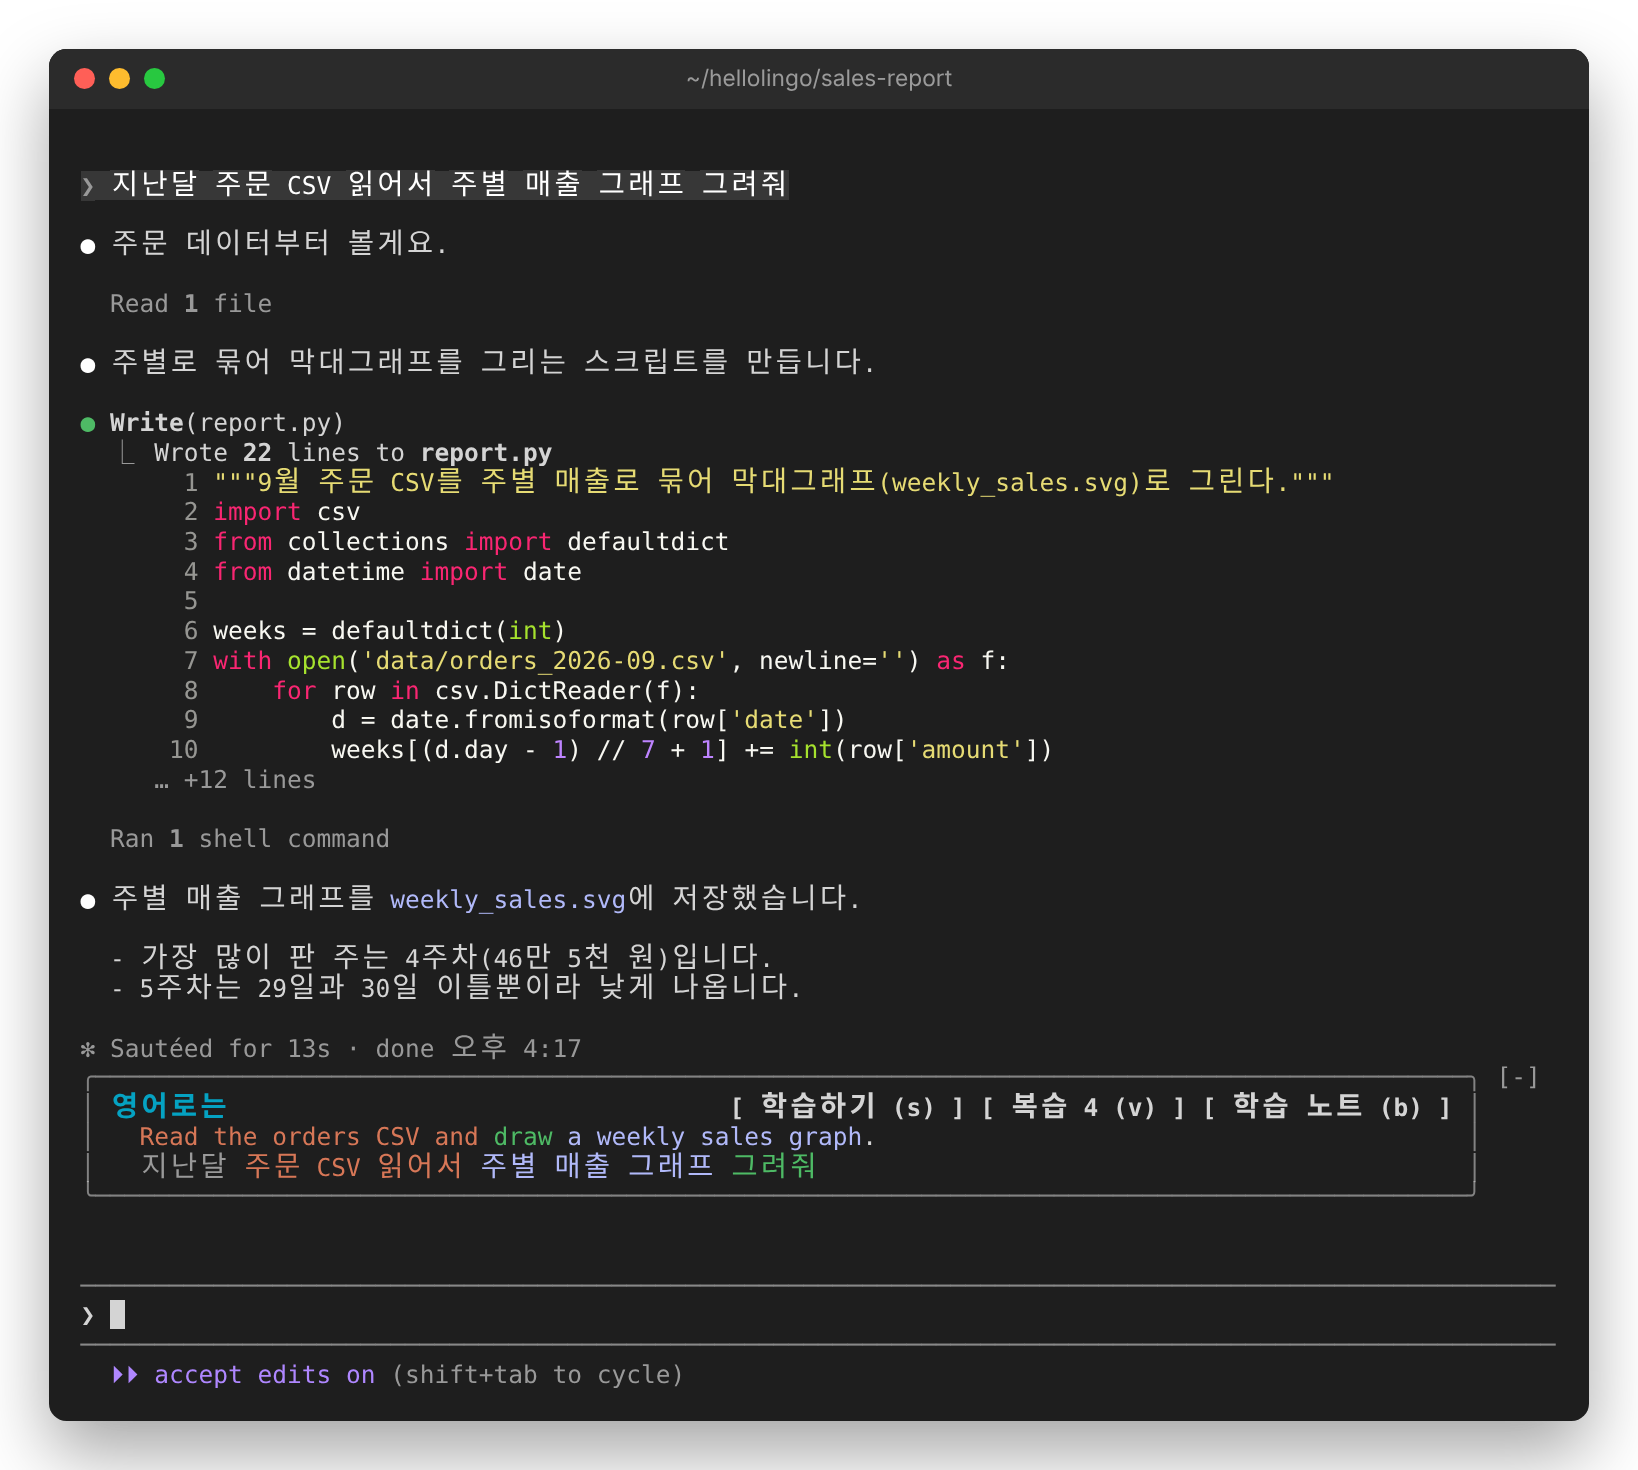 ~/hellolingo/sales-report
❯ 지난달 주문 CSV 읽어서 주별 매출 그래프 그려줘
● 주문 데이터부터 볼게요.
Read 1 file
● 주별로 묶어 막대그래프를 그리는 스크립트를 만듭니다.
● Write(report.py)
⎿ Wrote 22 lines to report.py
1 """9월 주문 CSV를 주별 매출로 묶어 막대그래프(weekly_sales.svg)로 그린다."""
2 import csv
3 from collections import defaultdict
4 from datetime import date
5
6 weeks = defaultdict(int)
7 with open('data/orders_2026-09.csv', newline='') as f:
8     for row in csv.DictReader(f):
9         d = date.fromisoformat(row['date'])
10         weeks[(d.day - 1) // 7 + 1] += int(row['amount'])
… +12 lines
Ran 1 shell command
● 주별 매출 그래프를 weekly_sales.svg에 저장했습니다.
- 가장 많이 판 주는 4주차(46만 5천 원)입니다.
- 5주차는 29일과 30일 이틀뿐이라 낮게 나옵니다.
✻ Sautéed for 13s · done 오후 4:17
[-]
영어로는 [ 학습하기 (s) ] [ 복습 4 (v) ] [ 학습 노트 (b) ]
Read the orders CSV and draw a weekly sales graph.
지난달 주문 CSV 읽어서 주별 매출 그래프 그려줘
❯
⏵⏵ accept edits on (shift+tab to cycle)